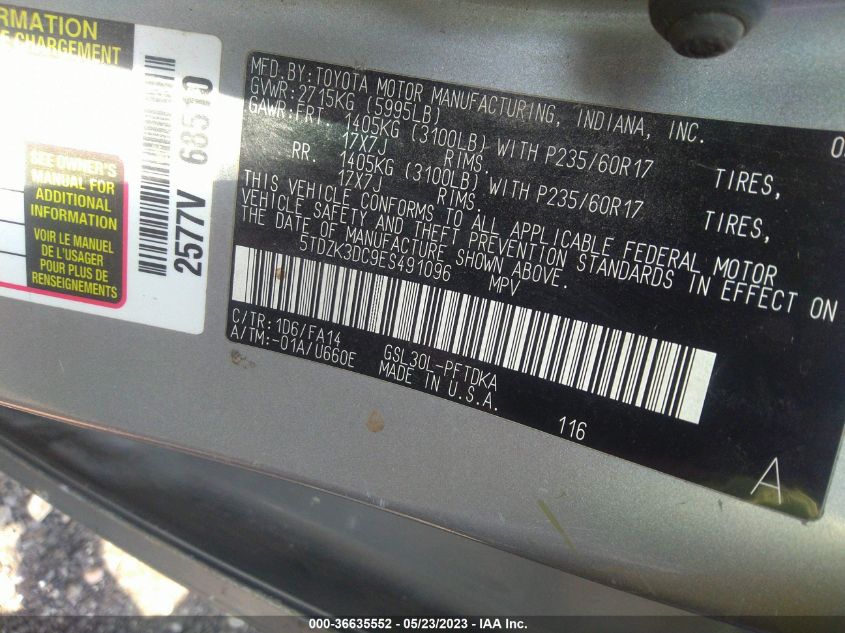 RMATION
E CHARGEMENT
SEE OWNER'S
MANUAL FOR
ADDITIONAL
INFORMATION
VOIR LE MANUEL
DE L'USAGER
POUR PLUS DE
RENSEIGNEMENTS
2577V
MFD.BY:TOYOTA MOTOR MANUFACTURING, INDIANA, INC.
GVWR:2715KG (5995LB)
GAWR:FRT. 1405KG (3100LB) WITH P235/60R17 TIRES,
17X7J RIMS.
RR. 1405KG (3100LB) WITH P235/60R17 TIRES,
17X7J RIMS.
THIS VEHICLE CONFORMS TO ALL APPLICABLE FEDERAL MOTOR
VEHICLE SAFETY AND THEFT PREVENTION STANDARDS IN EFFECT ON
THE DATE OF MANUFACTURE SHOWN ABOVE.
5TDZK3DC9ES491096 MPV
C/TR:1D6/FA14
A/TM:-01A/U660E
GSL30L-PFTDKA
MADE IN U.S.A.
116
A
000-36635552 - 05/23/2023 - IAA Inc.